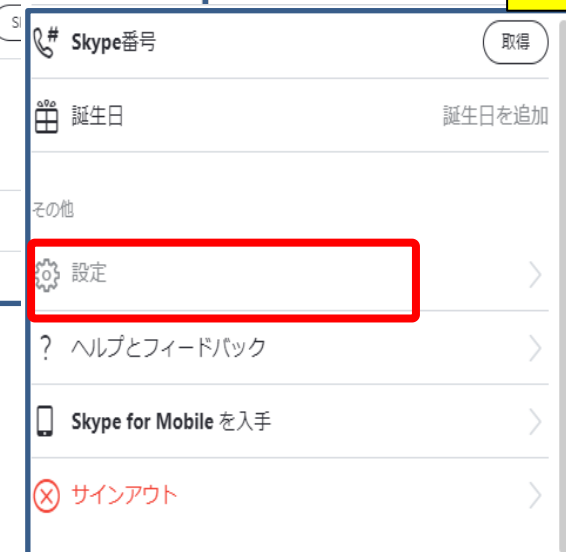 Skype番号
取得
誕生日
誕生日を追加
その他
設定
ヘルプとフィードバック
Skype for Mobile を入手
サインアウト